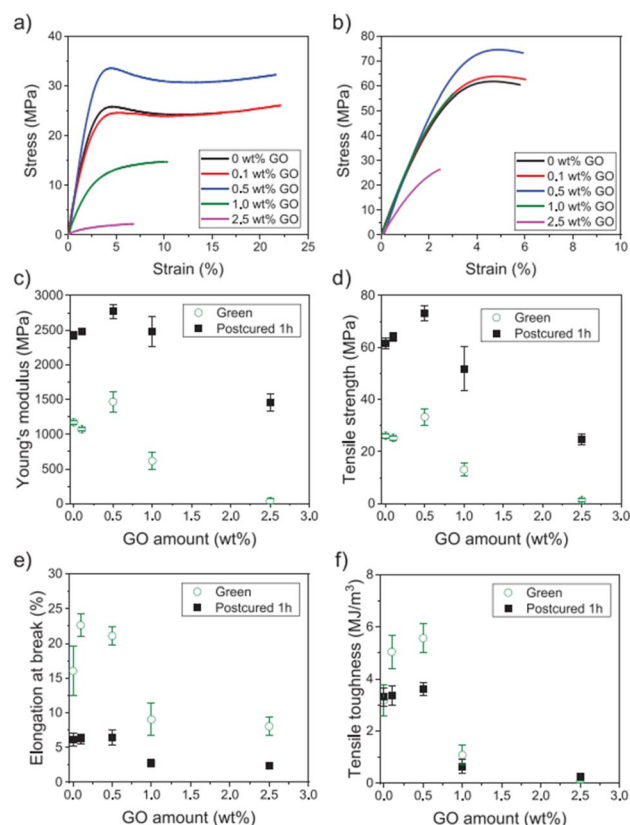 a)
Stress (MPa)
40
30
20
10
0
0 wt% GO
0.1 wt% GO
0.5 wt% GO
1.0 wt% GO
2.5 wt% GO
0 5 10 15 20 25
Strain (%)
b)
Stress (MPa)
80
70
60
50
40
30
20
10
0
0 wt% GO
0.1 wt% GO
0.5 wt% GO
1.0 wt% GO
2.5 wt% GO
0 2 4 6 8 10
Strain (%)
c)
Young's modulus (MPa)
3000
2500
2000
1500
1000
500
0
Green
Postcured 1h
0.0 0.5 1.0 1.5 2.0 2.5 3.0
GO amount (wt%)
d)
Tensile strength (MPa)
80
60
40
20
0
Green
Postcured 1h
0.0 0.5 1.0 1.5 2.0 2.5 3.0
GO amount (wt%)
e)
Elongation at break (%)
30
25
20
15
10
5
0
Green
Postcured 1h
0.0 0.5 1.0 1.5 2.0 2.5 3.0
GO amount (wt%)
f)
Tensile toughness (MJ/m³)
8
6
4
2
0
Green
Postcured 1h
0.0 0.5 1.0 1.5 2.0 2.5 3.0
GO amount (wt%)